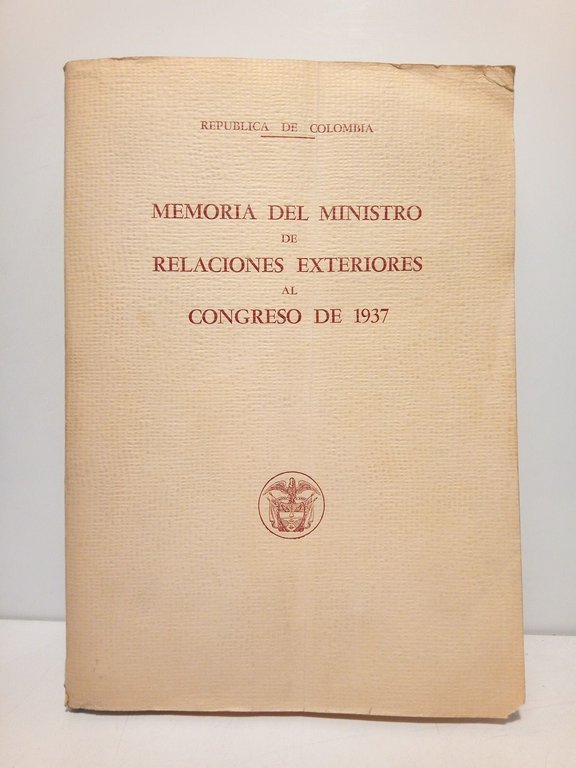 REPUBLICA DE COLOMBIA
MEMORIA DEL MINISTRO
DE
RELACIONES EXTERIORES
AL
CONGRESO DE 1937